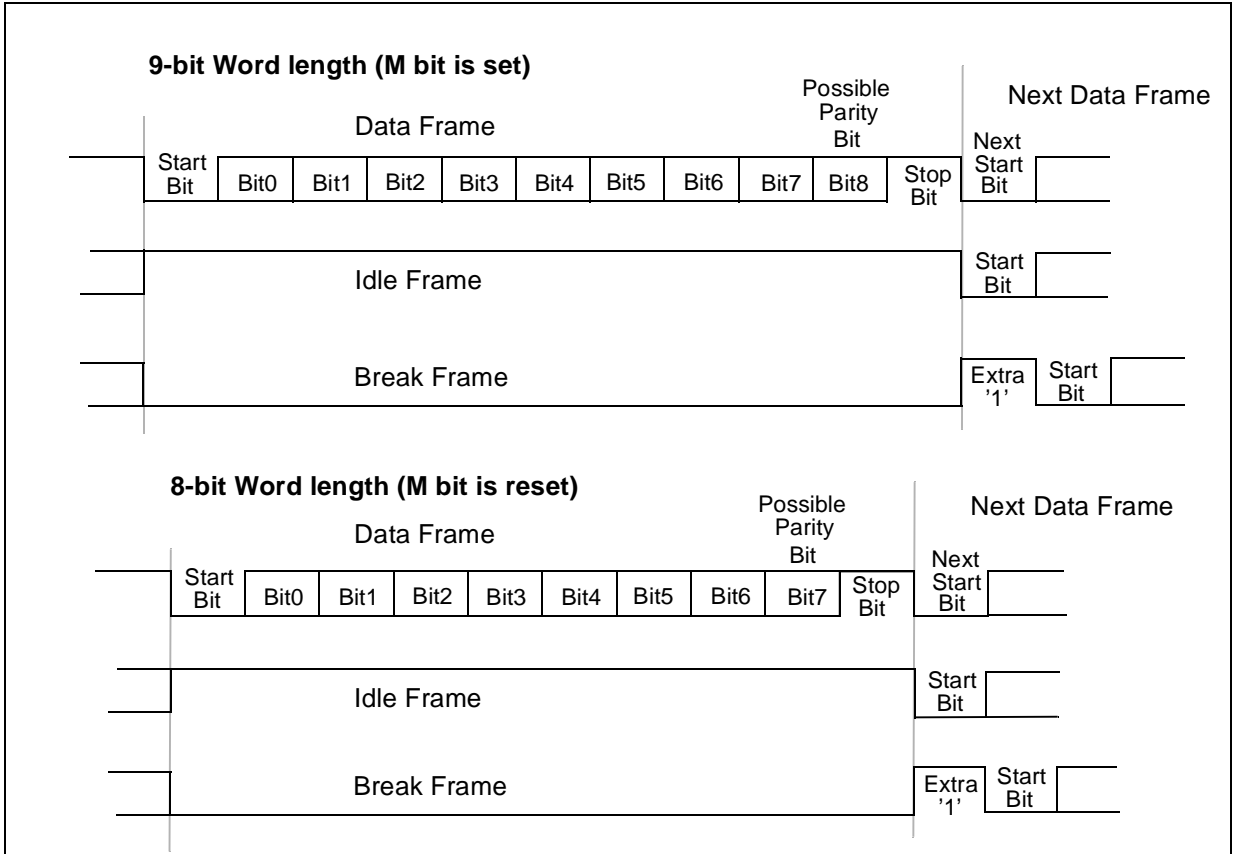 9-bit Word length (M bit is set)
Possible
Parity
Bit
Next Data Frame
Data Frame
Start
Bit
Bit0
Bit1
Bit2
Bit3
Bit4
Bit5
Bit6
Bit7
Bit8
Stop
Bit
Next
Start
Bit
Idle Frame
Start
Bit
Break Frame
Extra
’1’
Start
Bit
8-bit Word length (M bit is reset)
Possible
Parity
Bit
Next Data Frame
Data Frame
Start
Bit
Bit0
Bit1
Bit2
Bit3
Bit4
Bit5
Bit6
Bit7
Stop
Bit
Next
Start
Bit
Idle Frame
Start
Bit
Break Frame
Extra
’1’
Start
Bit